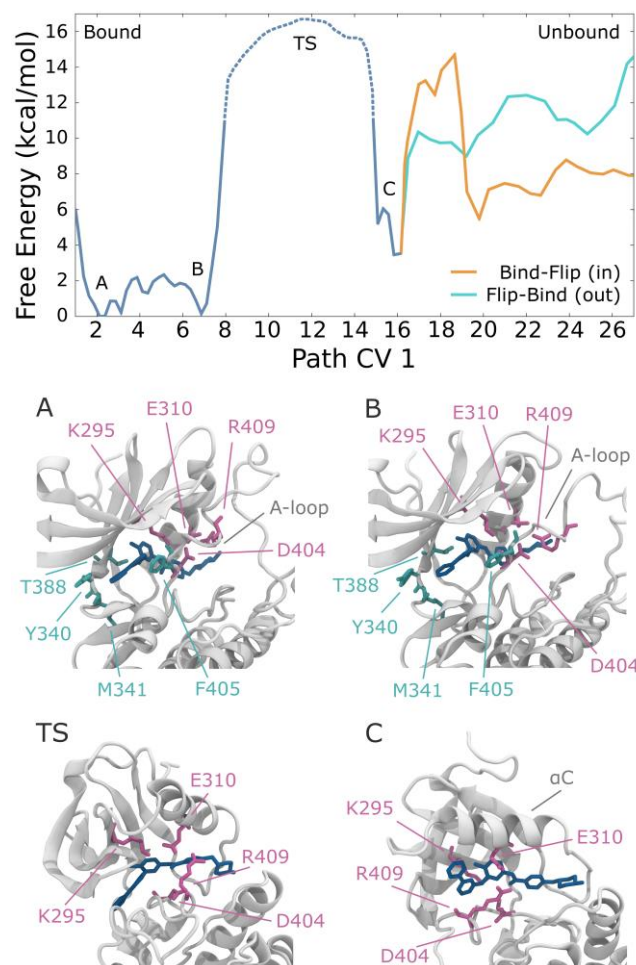 Bound
Unbound
TS
A
B
C
Free Energy (kcal/mol)
16
14
12
10
8
6
4
2
0
Bind-Flip (in)
Flip-Bind (out)
2 4 6 8 10 12 14 16 18 20 22 24 26
Path CV 1
A
E310
K295
R409
A-loop
D404
T388
Y340
M341
F405
B
E310
K295
R409
A-loop
T388
Y340
F405
M341
D404
TS
E310
R409
K295
D404
C
αC
K295
E310
R409
D404